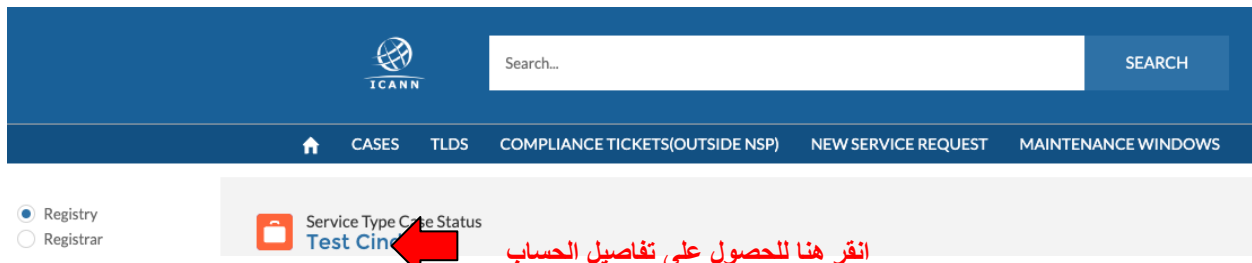 ICANN
Search...
SEARCH
CASES TLDS COMPLIANCE TICKETS(OUTSIDE NSP) NEW SERVICE REQUEST MAINTENANCE WINDOWS
Registry
Registrar
Service Type Case Status
Test
انقر هنا للحصول على تفاصيل الحساب